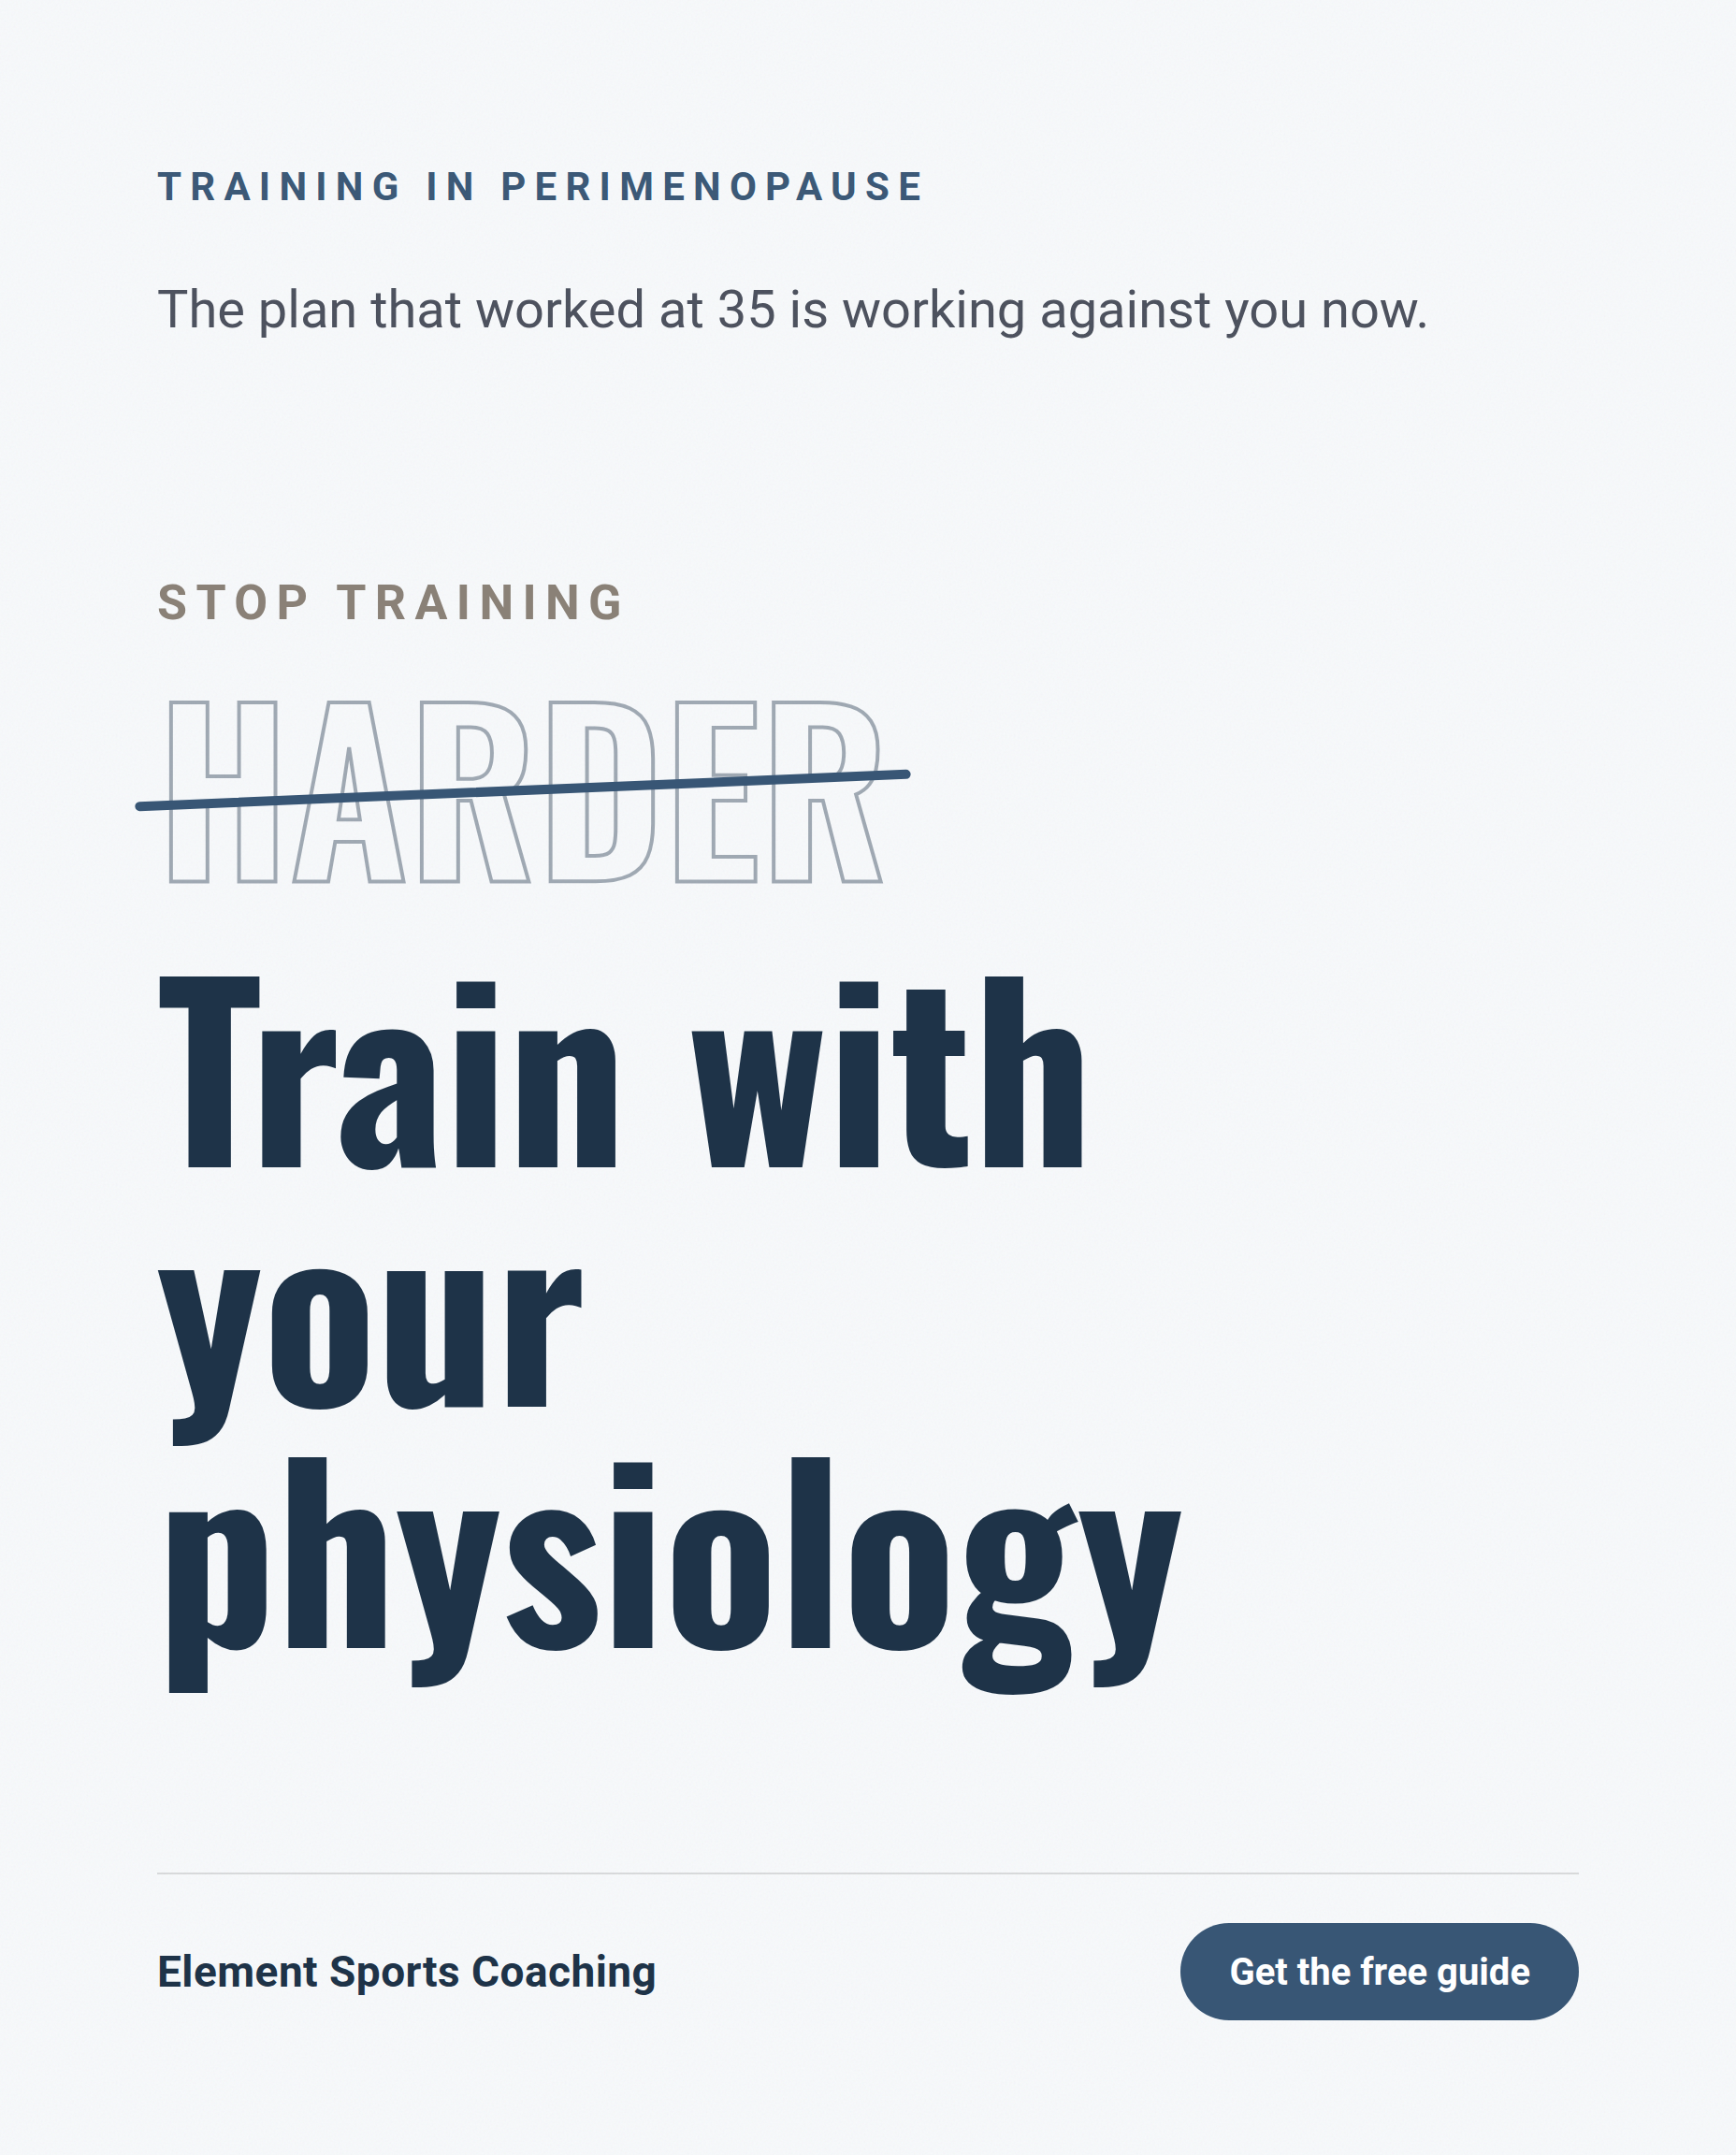 TRAINING IN PERIMENOPAUSE
The plan that worked at 35 is working against you now.
STOP TRAINING
HARDER
Train with
your
physiology
Element Sports Coaching
Get the free guide